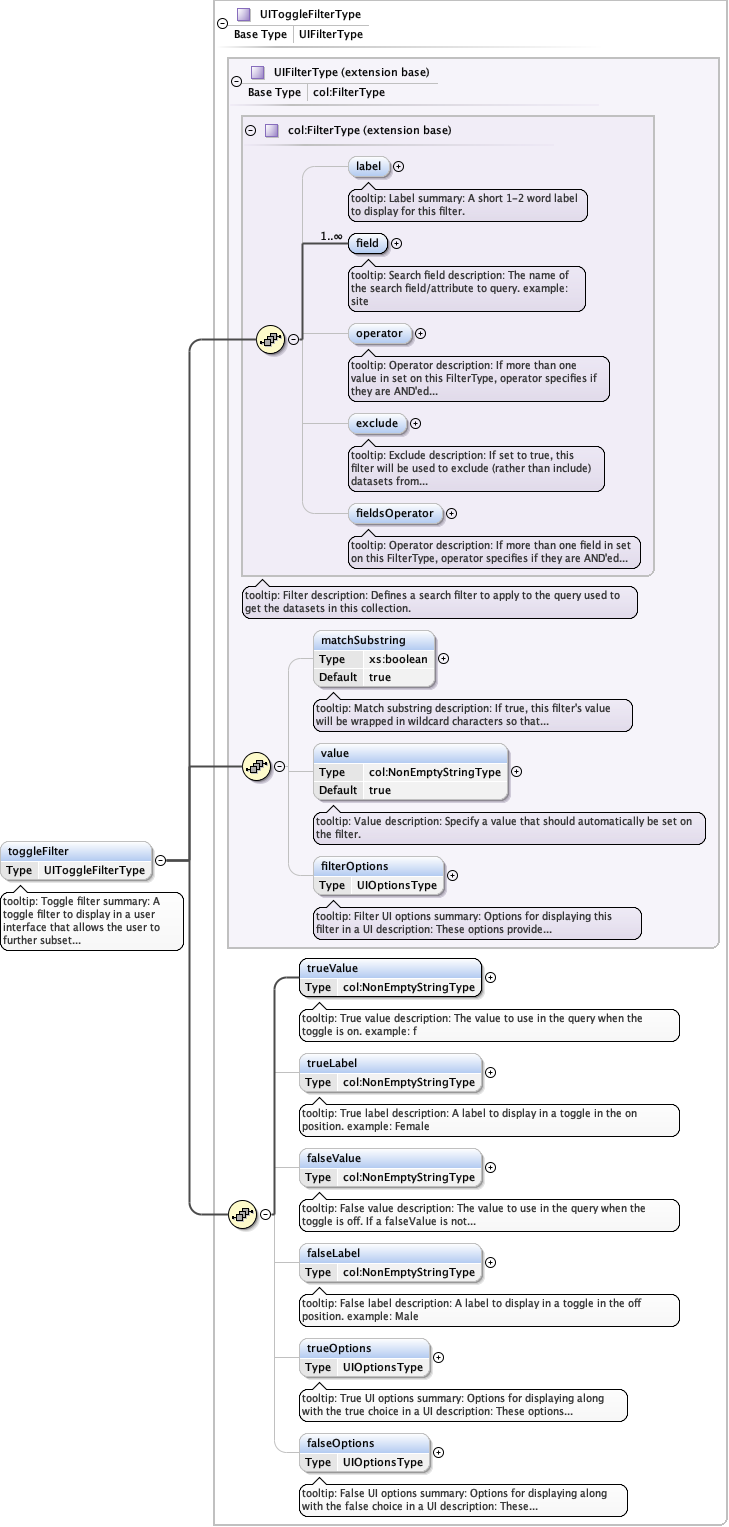 UIToggleFilterType
Base Type UIFilterType
UIFilterType (extension base)
Base Type col:FilterType
col:FilterType (extension base)
label
tooltip: Label summary: A short 1-2 word label
to display for this filter.
1..∞
field
tooltip: Search field description: The name of
the search field/attribute to query. example:
site
operator
tooltip: Operator description: If more than one
value in set on this FilterType, operator specifies if
they are AND'ed...
exclude
tooltip: Exclude description: If set to true, this
filter will be used to exclude (rather than include)
datasets from...
fieldsOperator
tooltip: Operator description: If more than one field in set
on this FilterType, operator specifies if they are AND'ed...
tooltip: Filter description: Defines a search filter to apply to the query used to
get the datasets in this collection.
matchSubstring
Type xs:boolean
Default true
tooltip: Match substring description: If true, this filter's value
will be wrapped in wildcard characters so that...
value
Type col:NonEmptyStringType
Default true
tooltip: Value description: Specify a value that should automatically be set on
the filter.
toggleFilter
Type UIToggleFilterType
tooltip: Toggle filter summary: A
toggle filter to display in a user
interface that allows the user to
further subset...
filterOptions
Type UIOptionsType
tooltip: Filter UI options summary: Options for displaying this
filter in a UI description: These options provide...
trueValue
Type col:NonEmptyStringType
tooltip: True value description: The value to use in the query when the
toggle is on. example: f
trueLabel
Type col:NonEmptyStringType
tooltip: True label description: A label to display in a toggle in the on
position. example: Female
falseValue
Type col:NonEmptyStringType
tooltip: False value description: The value to use in the query when the
toggle is off. If a falseValue is not...
falseLabel
Type col:NonEmptyStringType
tooltip: False label description: A label to display in a toggle in the off
position. example: Male
trueOptions
Type UIOptionsType
tooltip: True UI options summary: Options for displaying along
with the true choice in a UI description: These options...
falseOptions
Type UIOptionsType
tooltip: False UI options summary: Options for displaying along
with the false choice in a UI description: These...